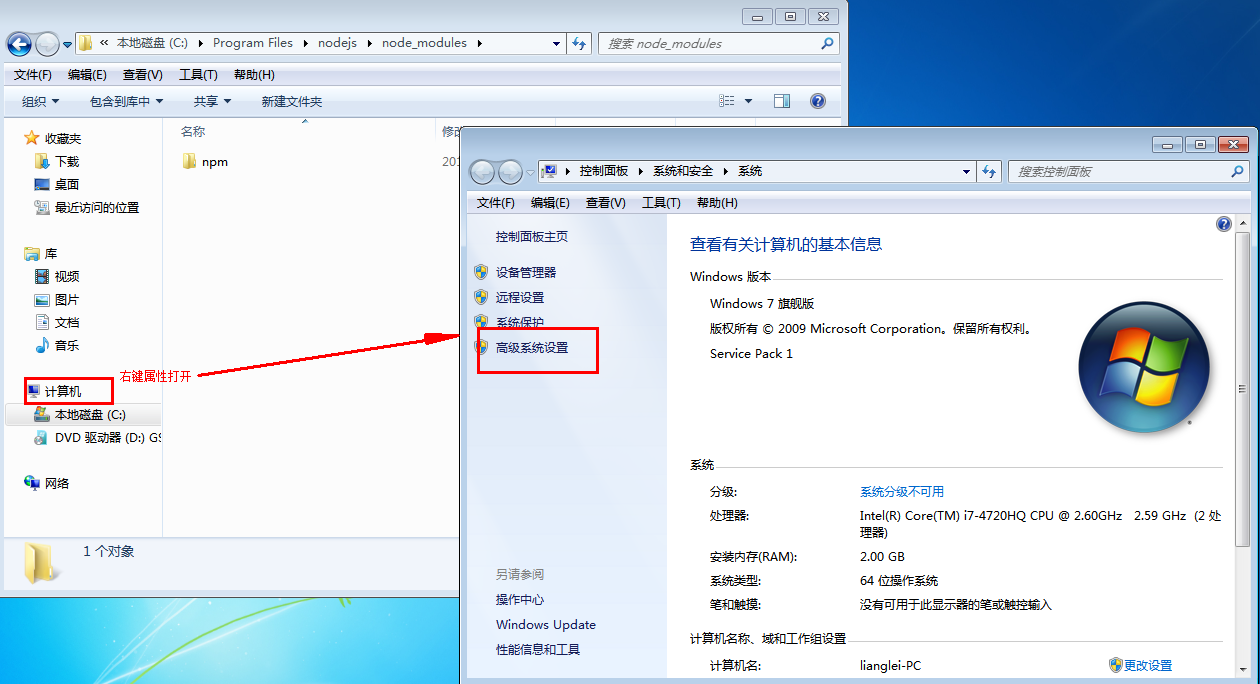 « 本地磁盘 (C:) ▸ Program Files ▸ nodejs ▸ node_modules ▸
搜索 node_modules
文件(F) 编辑(E) 查看(V) 工具(T) 帮助(H)
组织 包含到库中 共享 新建文件夹
收藏夹
下载
桌面
最近访问的位置
库
视频
图片
文档
音乐
计算机
本地磁盘 (C:)
DVD 驱动器 (D:) GS
网络
名称
修改
npm
201
1 个对象
右键属性打开
控制面板 ▸ 系统和安全 ▸ 系统
搜索控制面板
文件(F) 编辑(E) 查看(V) 工具(T) 帮助(H)
控制面板主页
设备管理器
远程设置
系统保护
高级系统设置
另请参阅
操作中心
Windows Update
性能信息和工具
查看有关计算机的基本信息
Windows 版本
Windows 7 旗舰版
版权所有 © 2009 Microsoft Corporation。保留所有权利。
Service Pack 1
系统
分级: 系统分级不可用
处理器: Intel(R) Core(TM) i7-4720HQ CPU @ 2.60GHz 2.59 GHz (2 处
理器)
安装内存(RAM): 2.00 GB
系统类型: 64 位操作系统
笔和触摸: 没有可用于此显示器的笔或触控输入
计算机名称、域和工作组设置
计算机名: lianglei-PC
更改设置